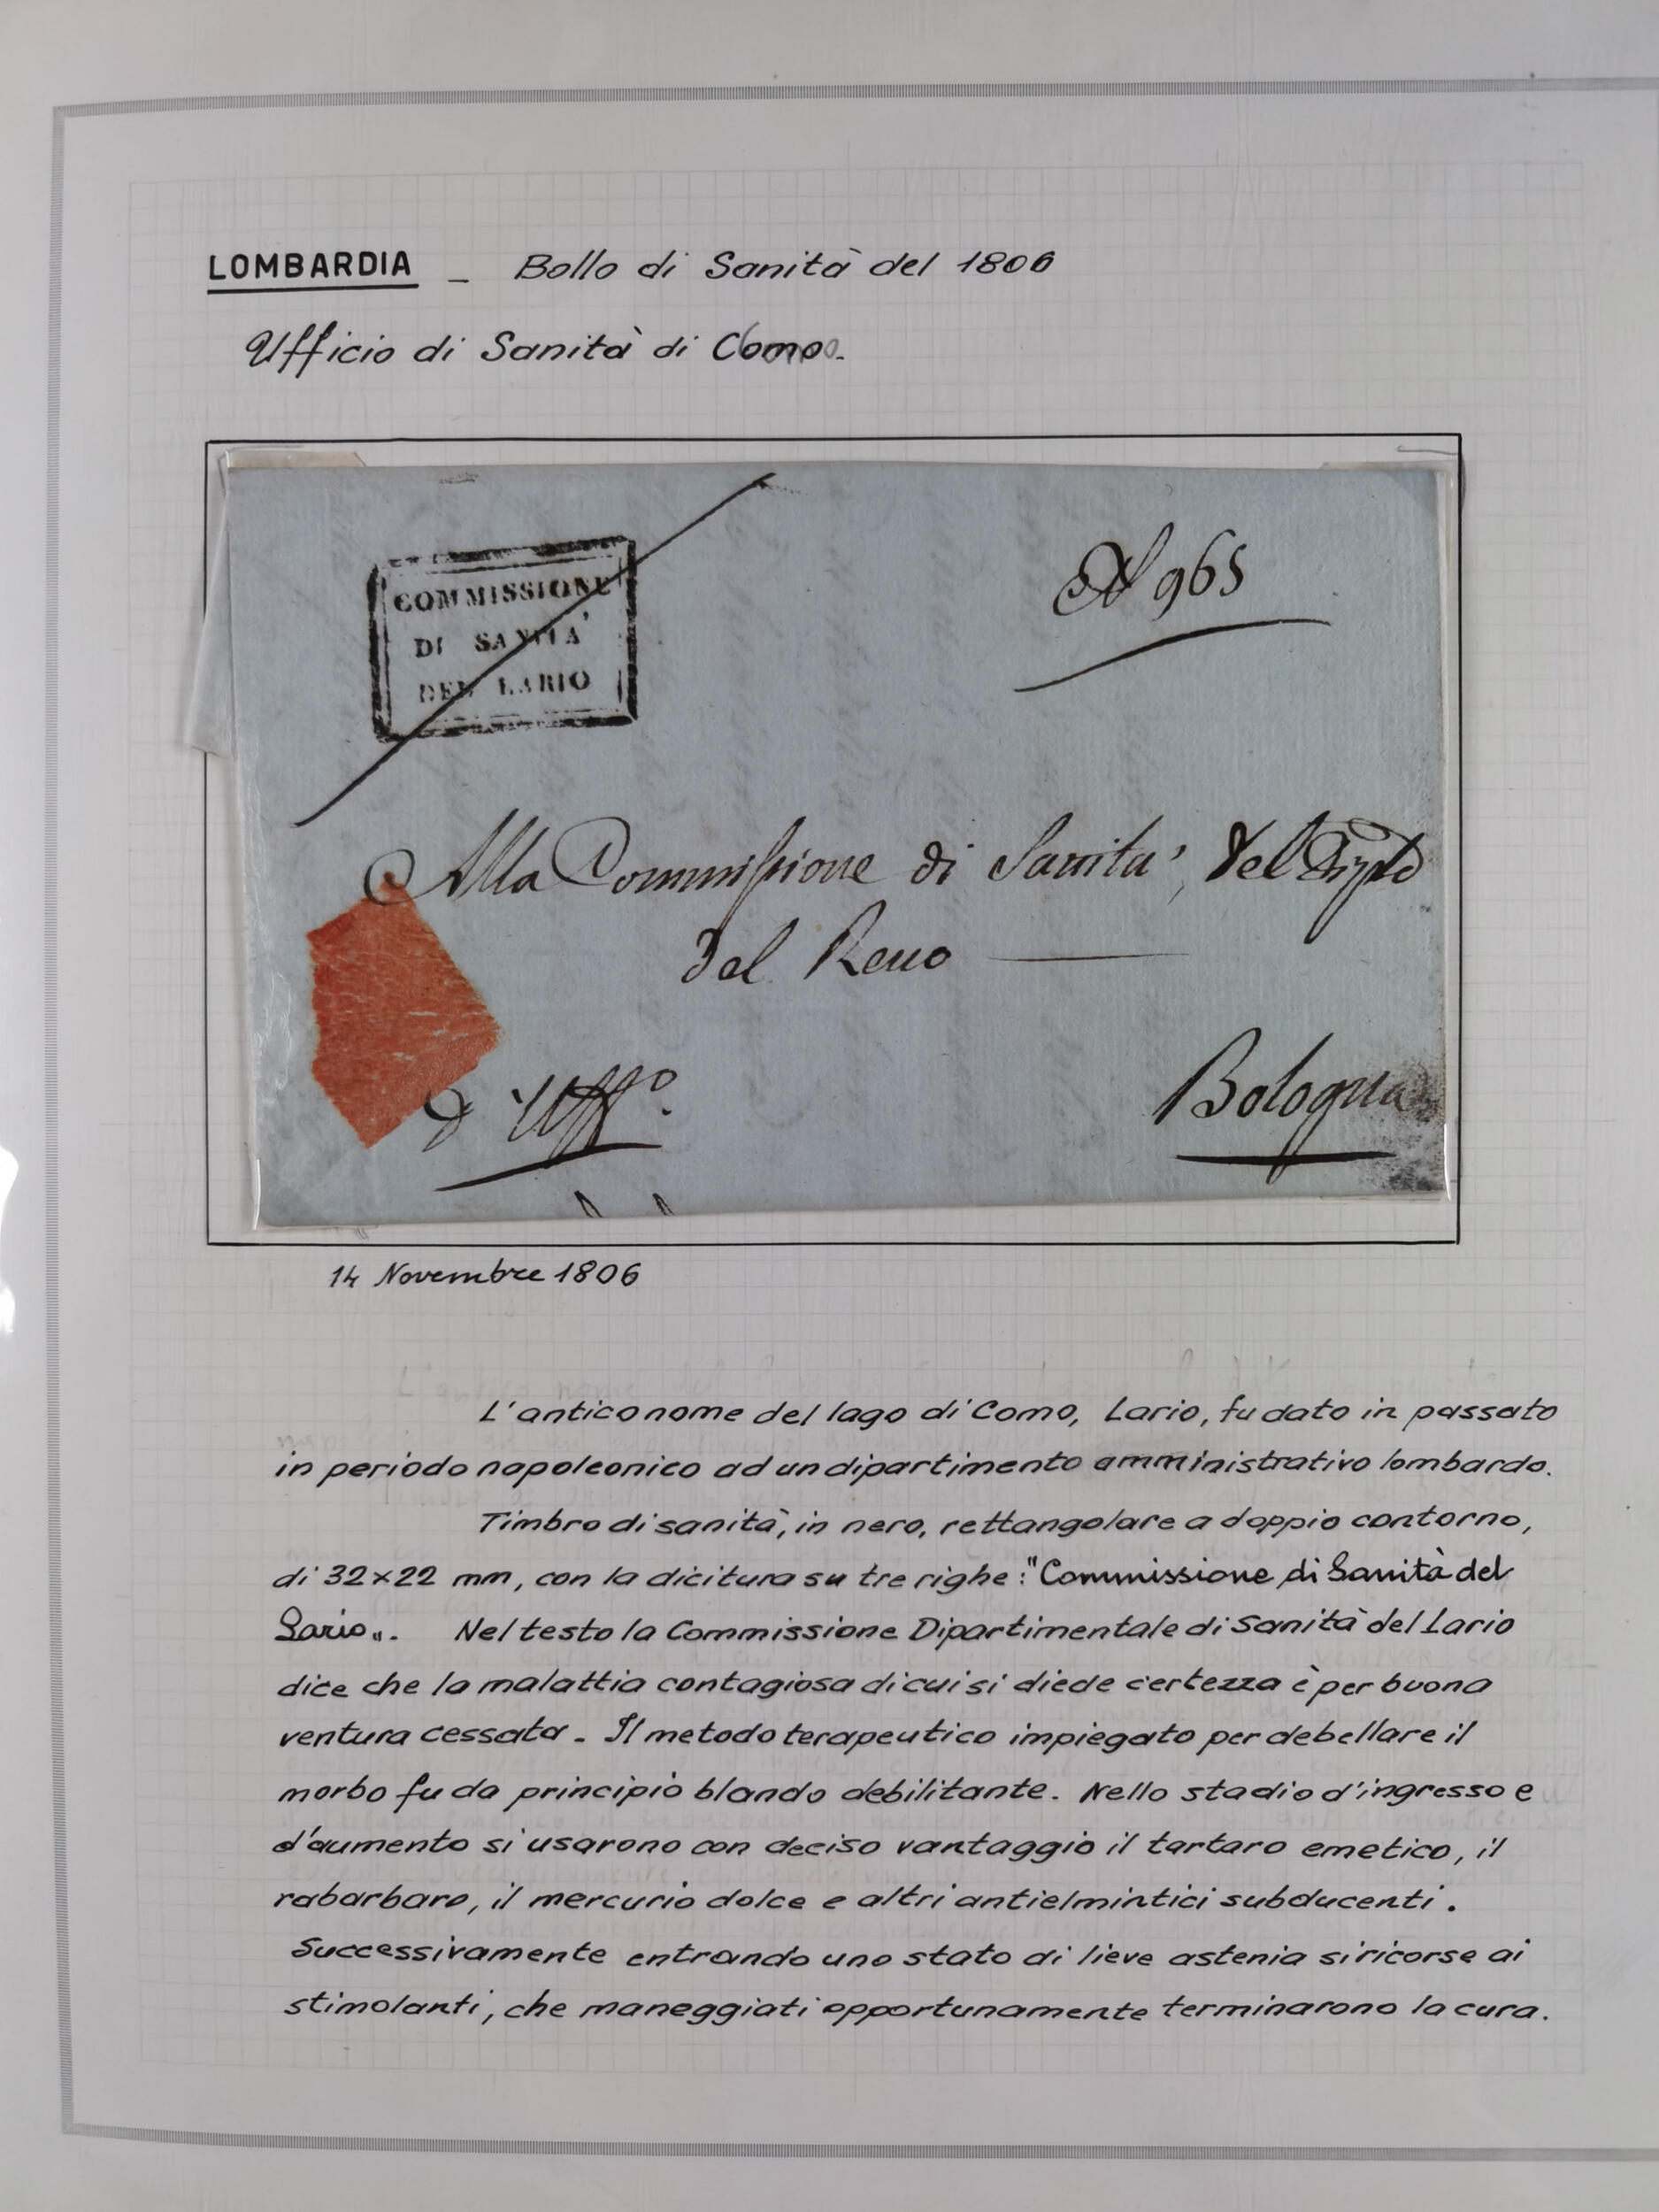 LOMBARDIA - Bollo di Sanità del 1806
Ufficio di Sanità di Como.
COMMISSIONE
DI SANITA'
DEL LARIO
N 965
Alla Commissione di Sanita', del Dipto
Del Reno
D'Uffo.
Bologna
14 Novembre 1806
L'antico nome del lago di Como, Lario, fu dato in passato
in periodo napoleonico ad un dipartimento amministrativo lombardo.
Timbro di sanità, in nero, rettangolare a doppio contorno,
di 32×22 mm, con la dicitura su tre righe: "Commissione di Sanità del
Lario„. Nel testo la Commissione Dipartimentale di Sanità del Lario
dice che la malattia contagiosa di cui si diede certezza è per buona
ventura cessata. Il metodo terapeutico impiegato per debellare il
morbo fu da principio blando debilitante. Nello stadio d'ingresso e
d'aumento si usarono con deciso vantaggio il tartaro emetico, il
rabarbaro, il mercurio dolce e altri antielmintici subducenti.
Successivamente entrando uno stato di lieve astenia si ricorse ai
stimolanti, che maneggiati opportunamente terminarono la cura.